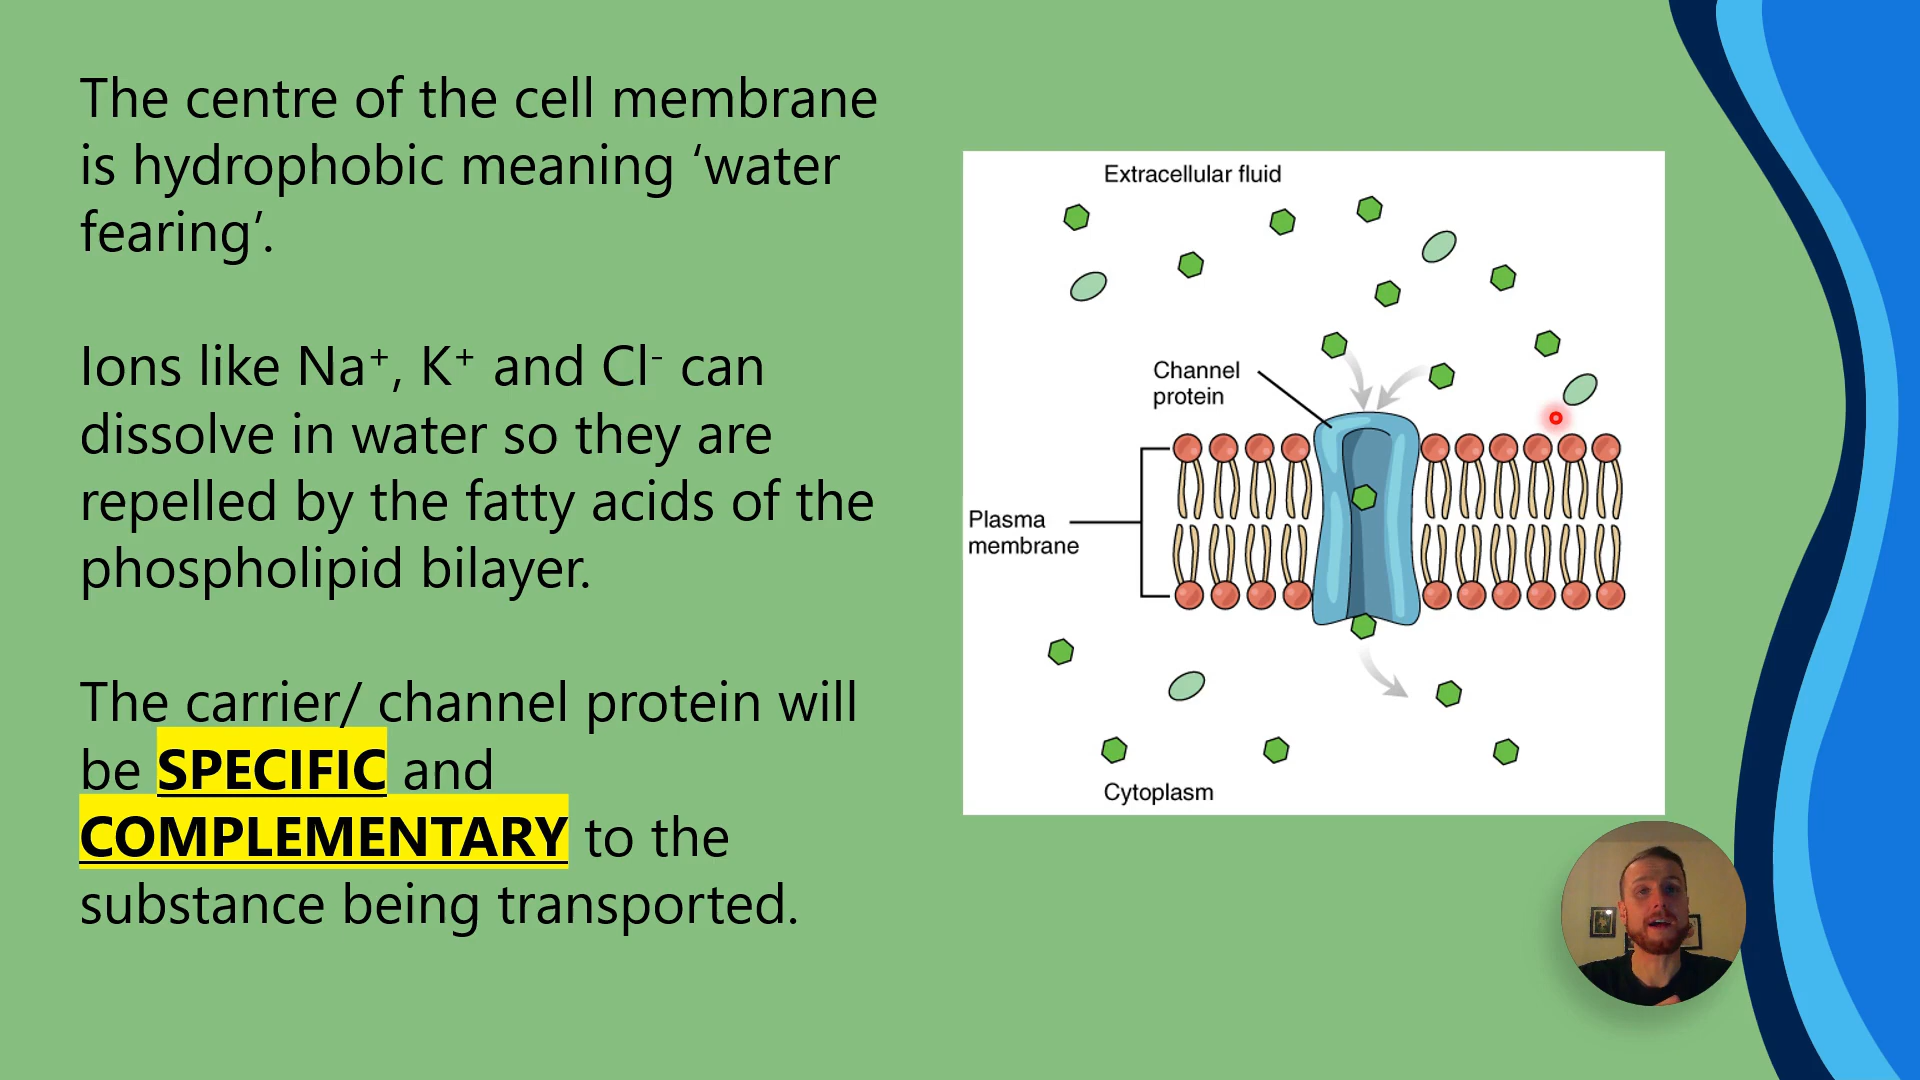 The centre of the cell membrane
is hydrophobic meaning ‘water
fearing’.
Ions like Na⁺, K⁺ and Cl⁻ can
dissolve in water so they are
repelled by the fatty acids of the
phospholipid bilayer.
The carrier/ channel protein will
be SPECIFIC and
COMPLEMENTARY to the
substance being transported.
Extracellular fluid
Channel
protein
Plasma
membrane
Cytoplasm